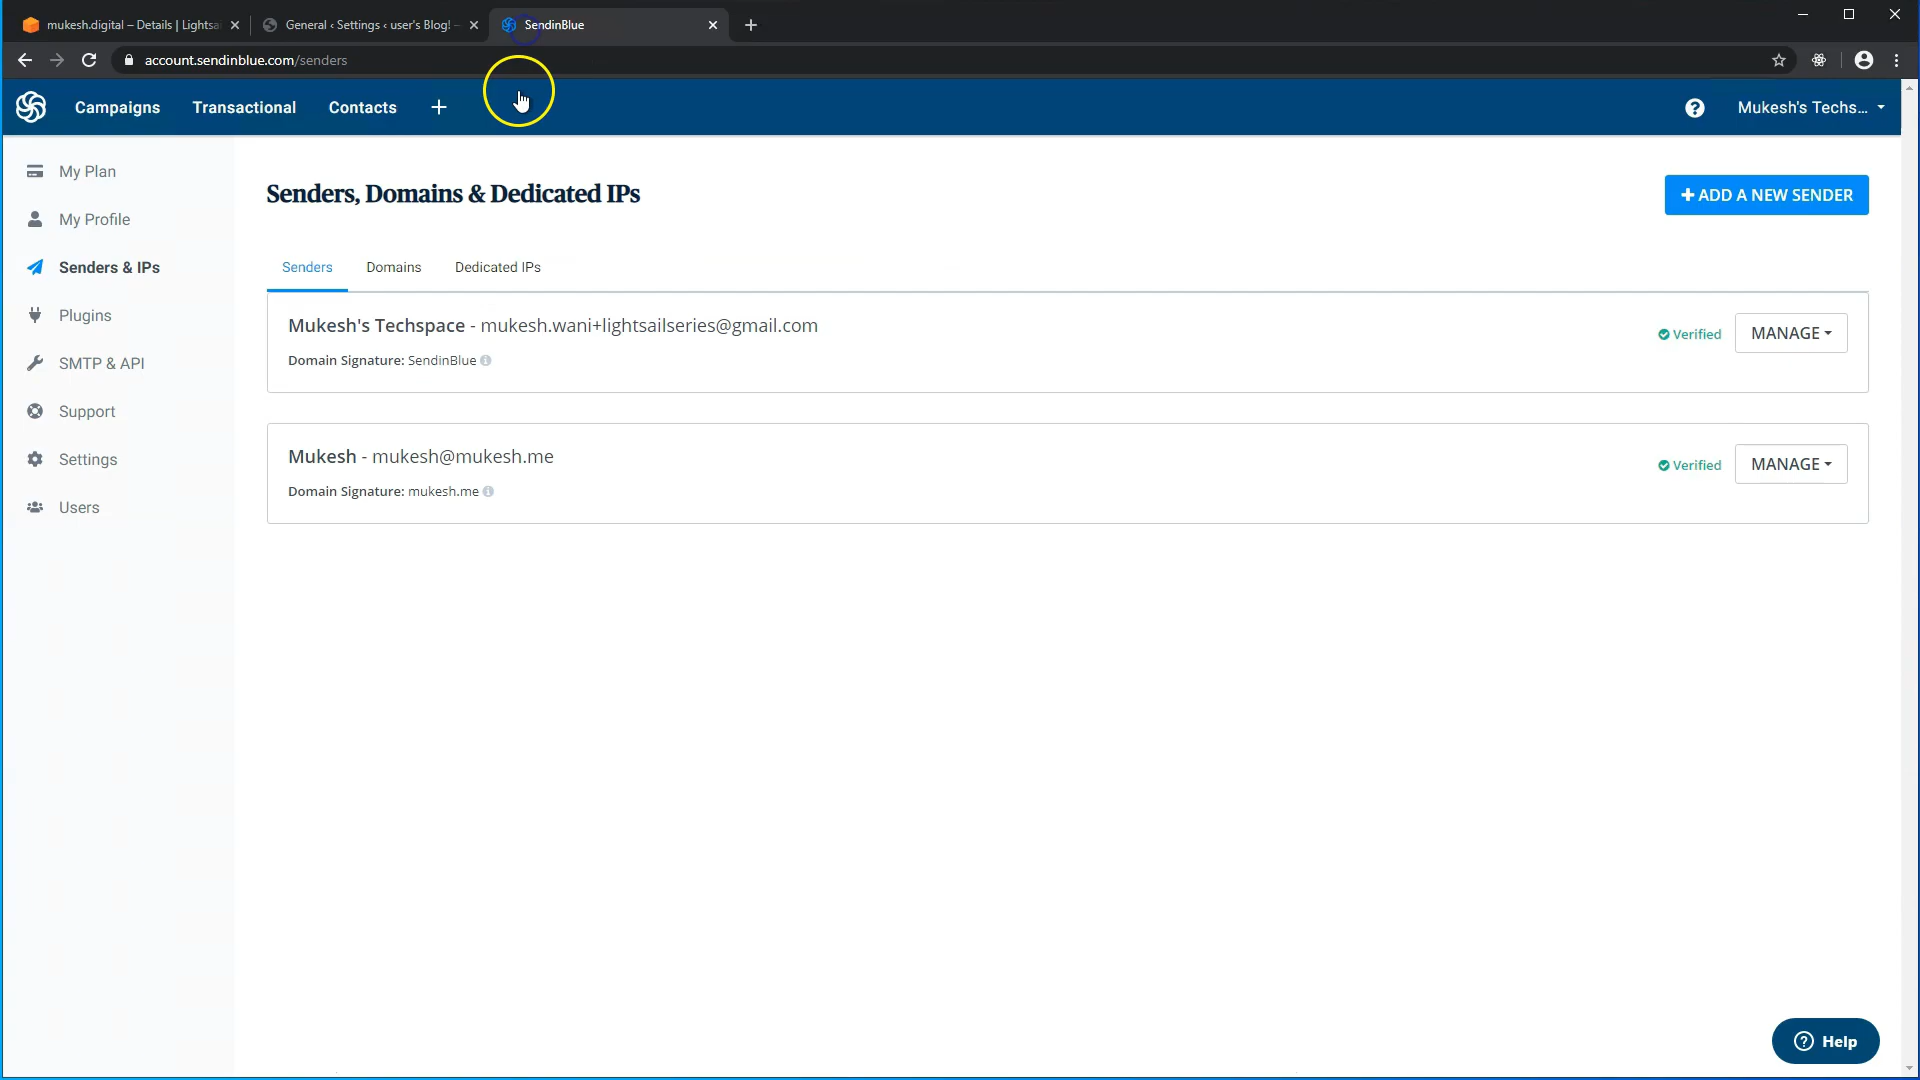 mukesh.digital – Details | Lightsa
General ‹ Settings ‹ user's Blog! –
SendinBlue
account.sendinblue.com/senders
Campaigns
Transactional
Contacts
Mukesh's Techs...
My Plan
My Profile
Senders & IPs
Plugins
SMTP & API
Support
Settings
Users
Senders, Domains & Dedicated IPs
+ ADD A NEW SENDER
Senders
Domains
Dedicated IPs
Mukesh's Techspace - mukesh.wani+lightsailseries@gmail.com
Domain Signature: SendinBlue
Verified
MANAGE
Mukesh - mukesh@mukesh.me
Domain Signature: mukesh.me
Verified
MANAGE
Help